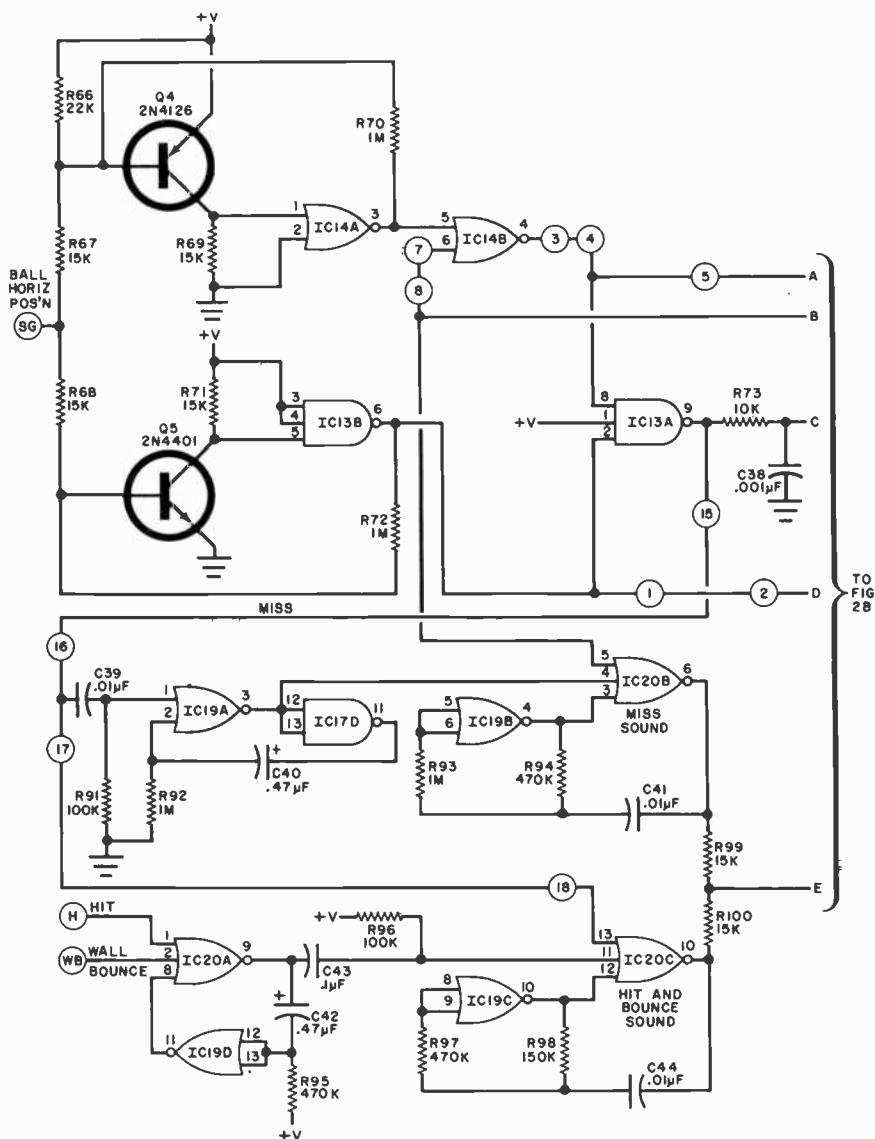 +V
R66
22K
Q4
2N4126
R70
1M
1
2
IC14A
3
5
6
IC14B
4
7
8
3
4
5
A
B
R67
15K
R69
15K
BALL
HORIZ
POS'N
SG
+V
R68
15K
R71
15K
3
4
5
IC13B
6
Q5
2N4401
+V
8
1
2
IC13A
9
R73
10K
C
C38
.001µF
15
R72
1M
1
2
D
TO
FIG
2B
MISS
16
C39
.01µF
1
2
IC19A
3
12
13
IC17D
11
5
6
IC19B
4
5
4
3
IC20B
6
MISS
SOUND
17
C40
.47µF
+
R91
100K
R92
1M
R93
1M
R94
470K
C41
.01µF
R99
15K
18
E
R100
15K
H
HIT
WB
WALL
BOUNCE
1
2
8
IC20A
9
+V
R96
100K
C43
.1µF
13
11
12
IC20C
10
HIT AND
BOUNCE
SOUND
+
C42
.47µF
8
9
IC19C
10
11
IC19D
12
13
R97
470K
R98
150K
C44
.01µF
R95
470K
+V